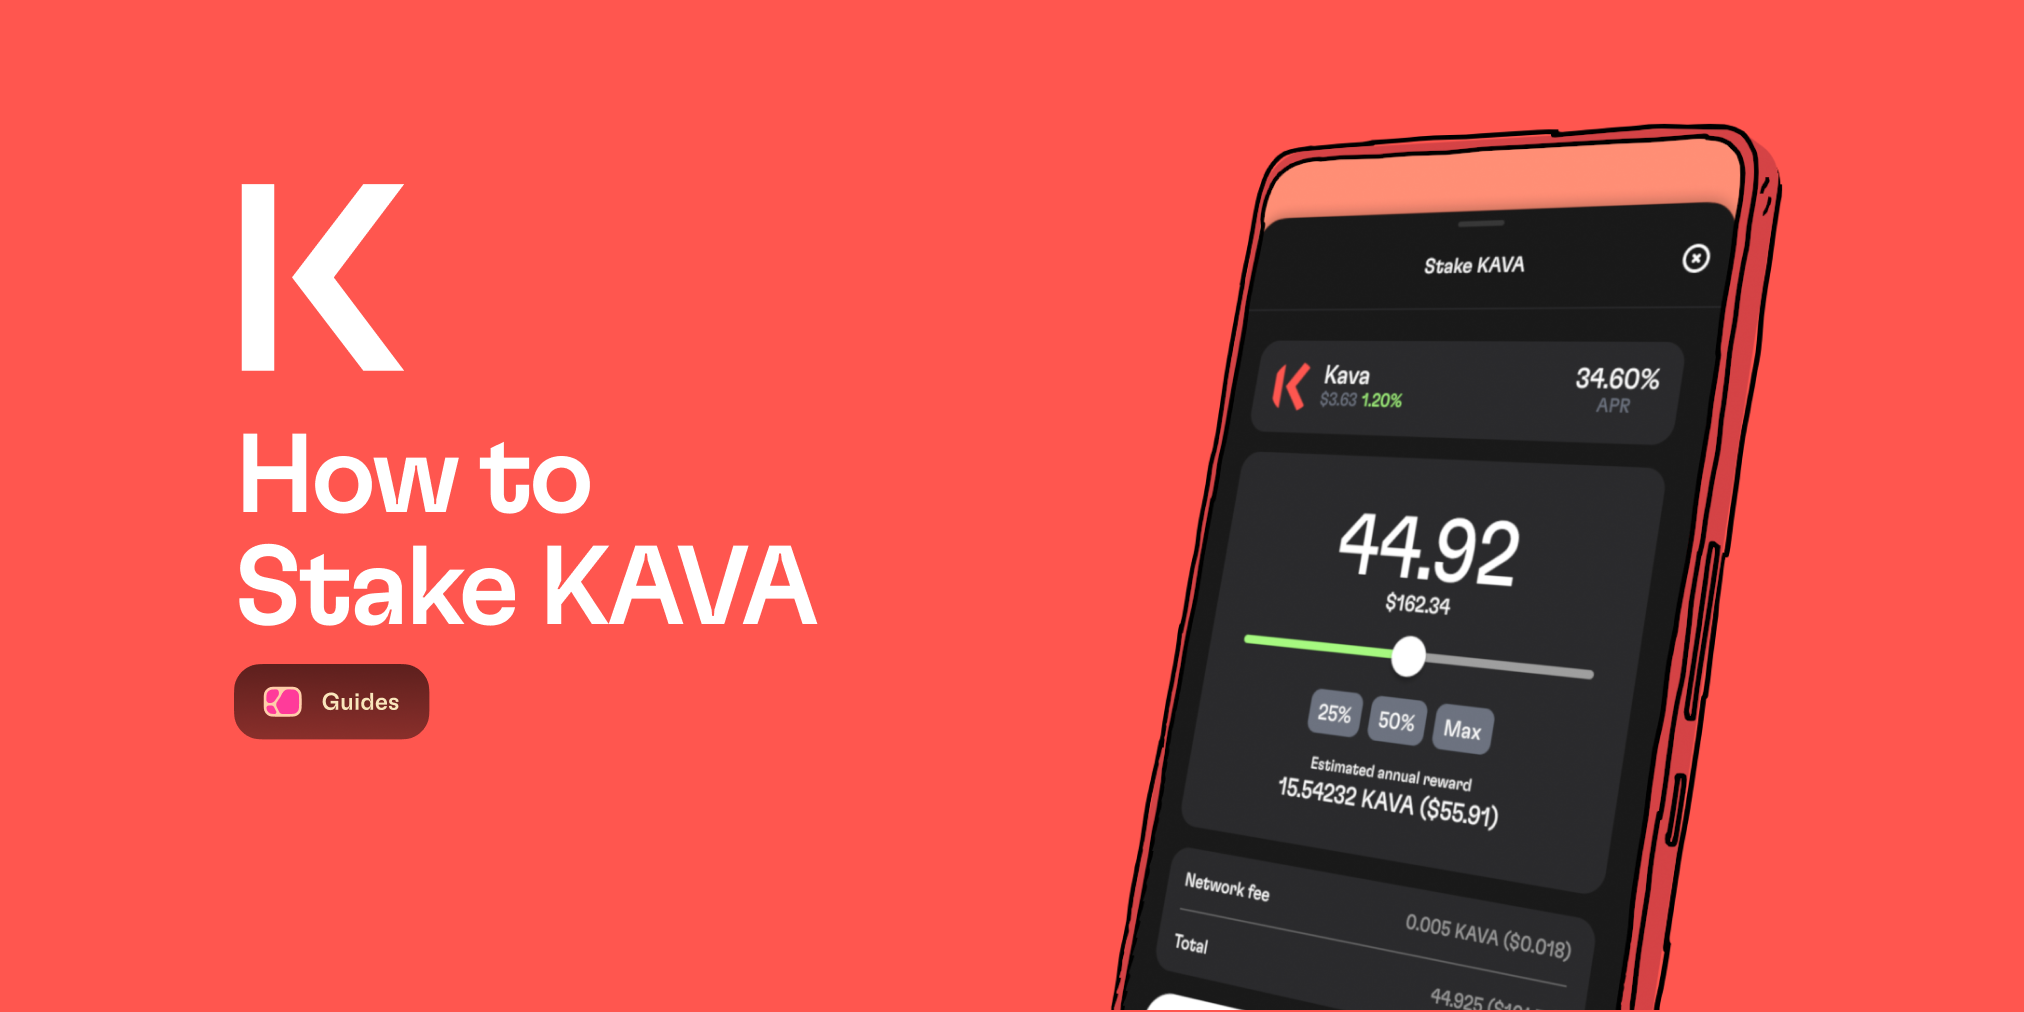 How to
Stake KAVA
Guides
Stake KAVA
Kava
$3.63 1.20%
34.60%
APR
44.92
$162.34
25% 50% Max
Estimated annual reward
15.54232 KAVA ($55.91)
Network fee
0.005 KAVA ($0.018)
Total
44.925